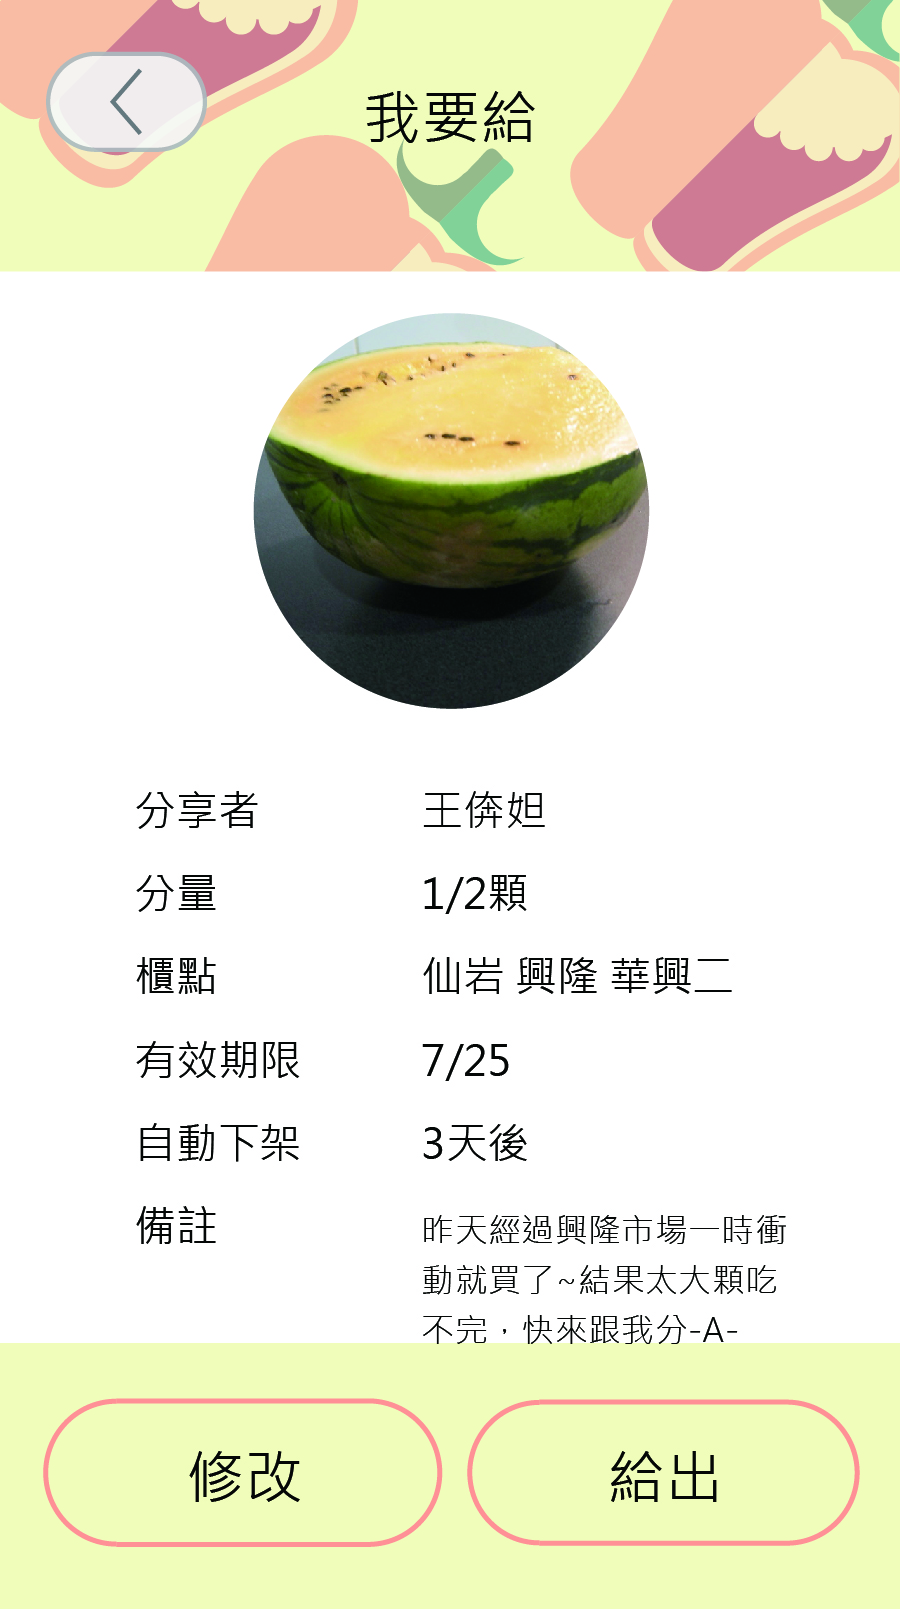 我要給
分享者 王倴妲
分量 1/2顆
櫃點 仙岩 興隆 華興二
有效期限 7/25
自動下架 3天後
備註 昨天經過興隆市場一時衝
動就買了~結果太大顆吃
不完，快來跟我分-A-
修改 給出